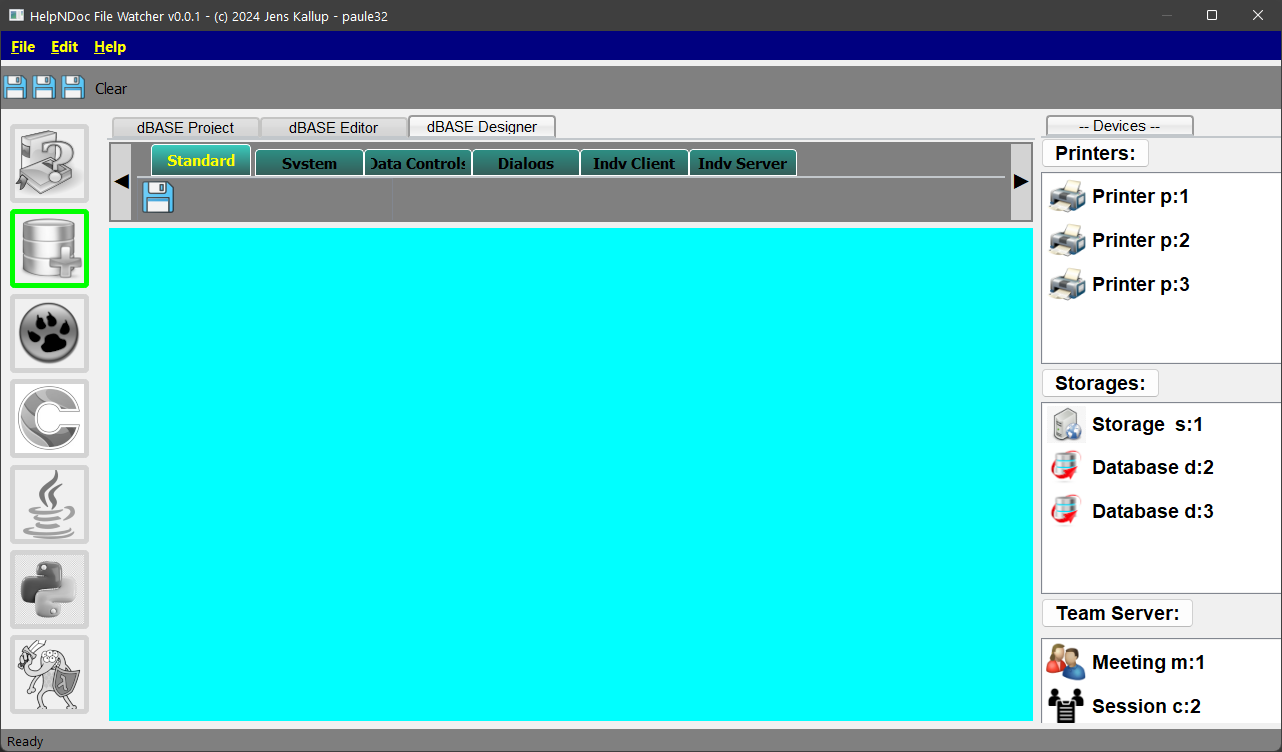 HelpNDoc File Watcher v0.0.1 - (c) 2024 Jens Kallup - paule32
File Edit Help
Clear
dBASE Project dBASE Editor dBASE Designer
Standard System Data Controls Dialogs Indy Client Indy Server
-- Devices --
Printers:
Printer p:1
Printer p:2
Printer p:3
Storages:
Storage s:1
Database d:2
Database d:3
Team Server:
Meeting m:1
Session c:2
Ready